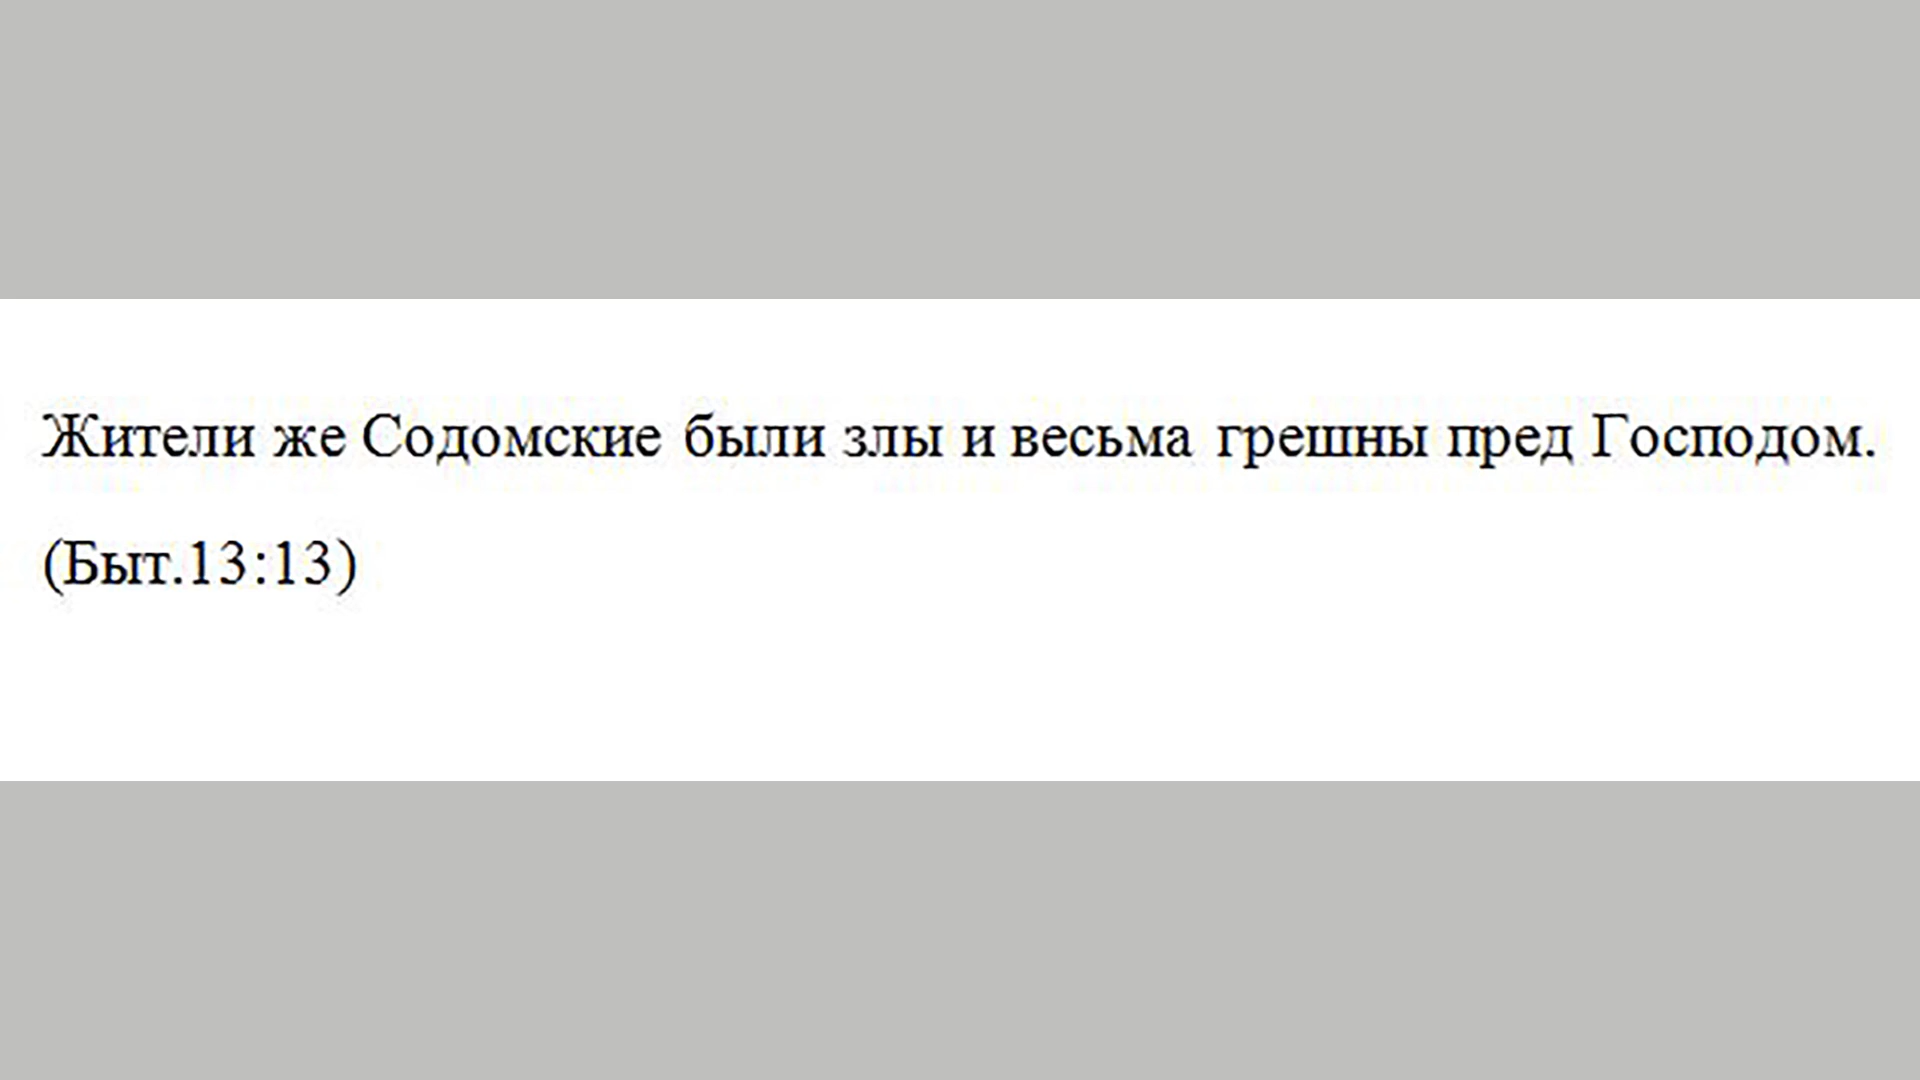 Жители же Содомские были злы и весьма грешны пред Господом.
(Быт.13:13)